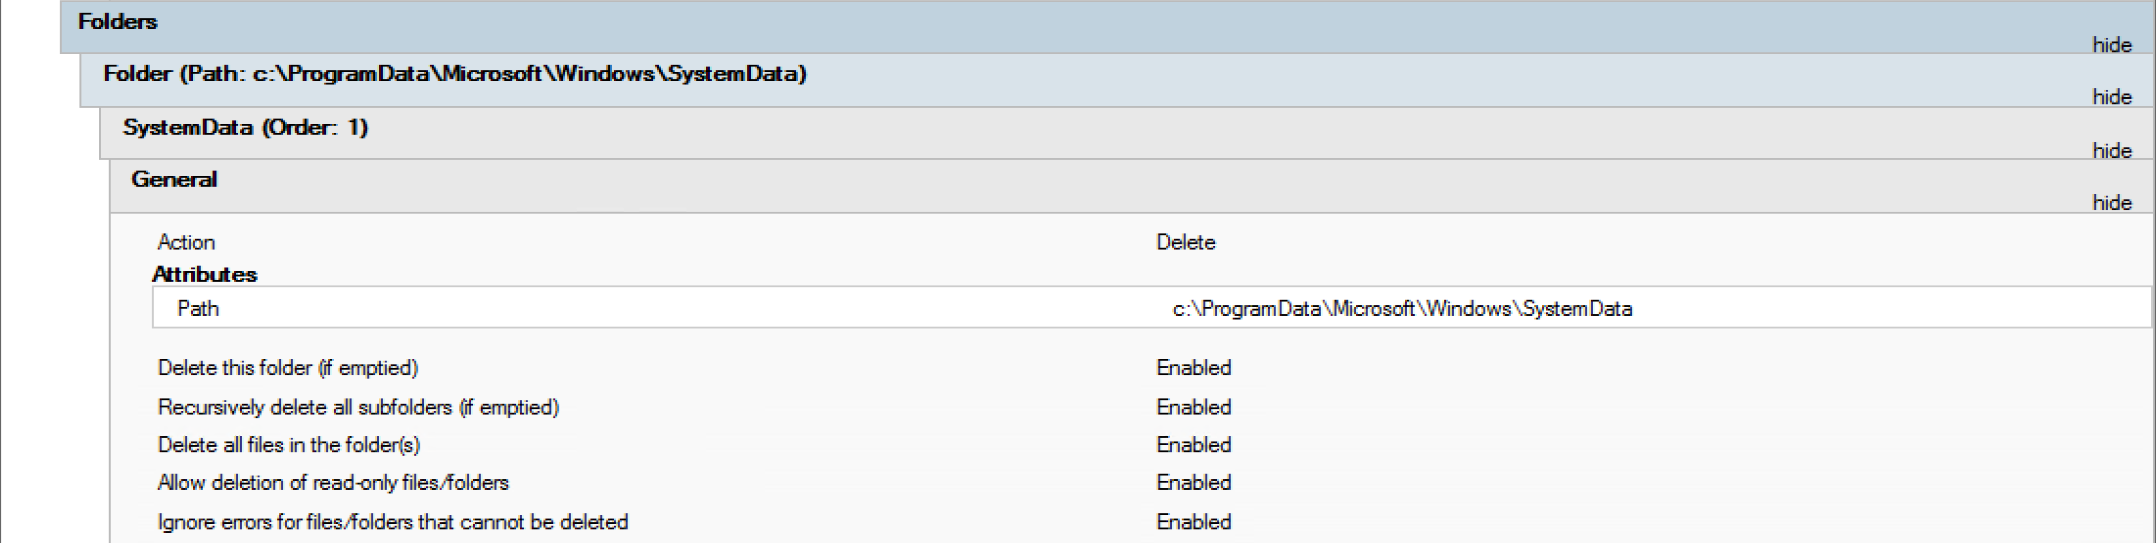 Folders
hide
Folder (Path: c:\ProgramData\Microsoft\Windows\SystemData)
hide
SystemData (Order: 1)
hide
General
hide
Action Delete
Attributes
Path c:\ProgramData\Microsoft\Windows\SystemData
Delete this folder (if emptied) Enabled
Recursively delete all subfolders (if emptied) Enabled
Delete all files in the folder(s) Enabled
Allow deletion of read-only files/folders Enabled
Ignore errors for files/folders that cannot be deleted Enabled